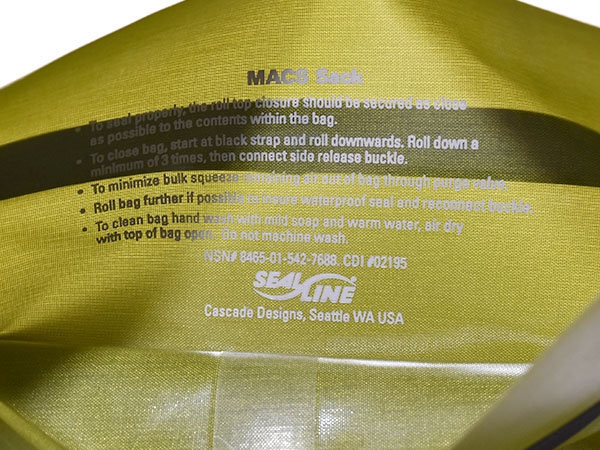 MACS Sack
• To seal properly, the roll top closure should be secured as close
as possible to the contents within the bag.
• To close bag, start at black strap and roll downwards. Roll down a
minimum of 3 times, then connect side release buckle.
• To minimize bulk squeeze remaining air out of bag through purge valve.
• Roll bag further if possible to insure waterproof seal and reconnect buckle.
• To clean bag hand wash with mild soap and warm water, air dry
with top of bag open. Do not machine wash.
NSN# 8465-01-542-7688. CDI #02195
SEAL LINE
Cascade Designs, Seattle WA USA